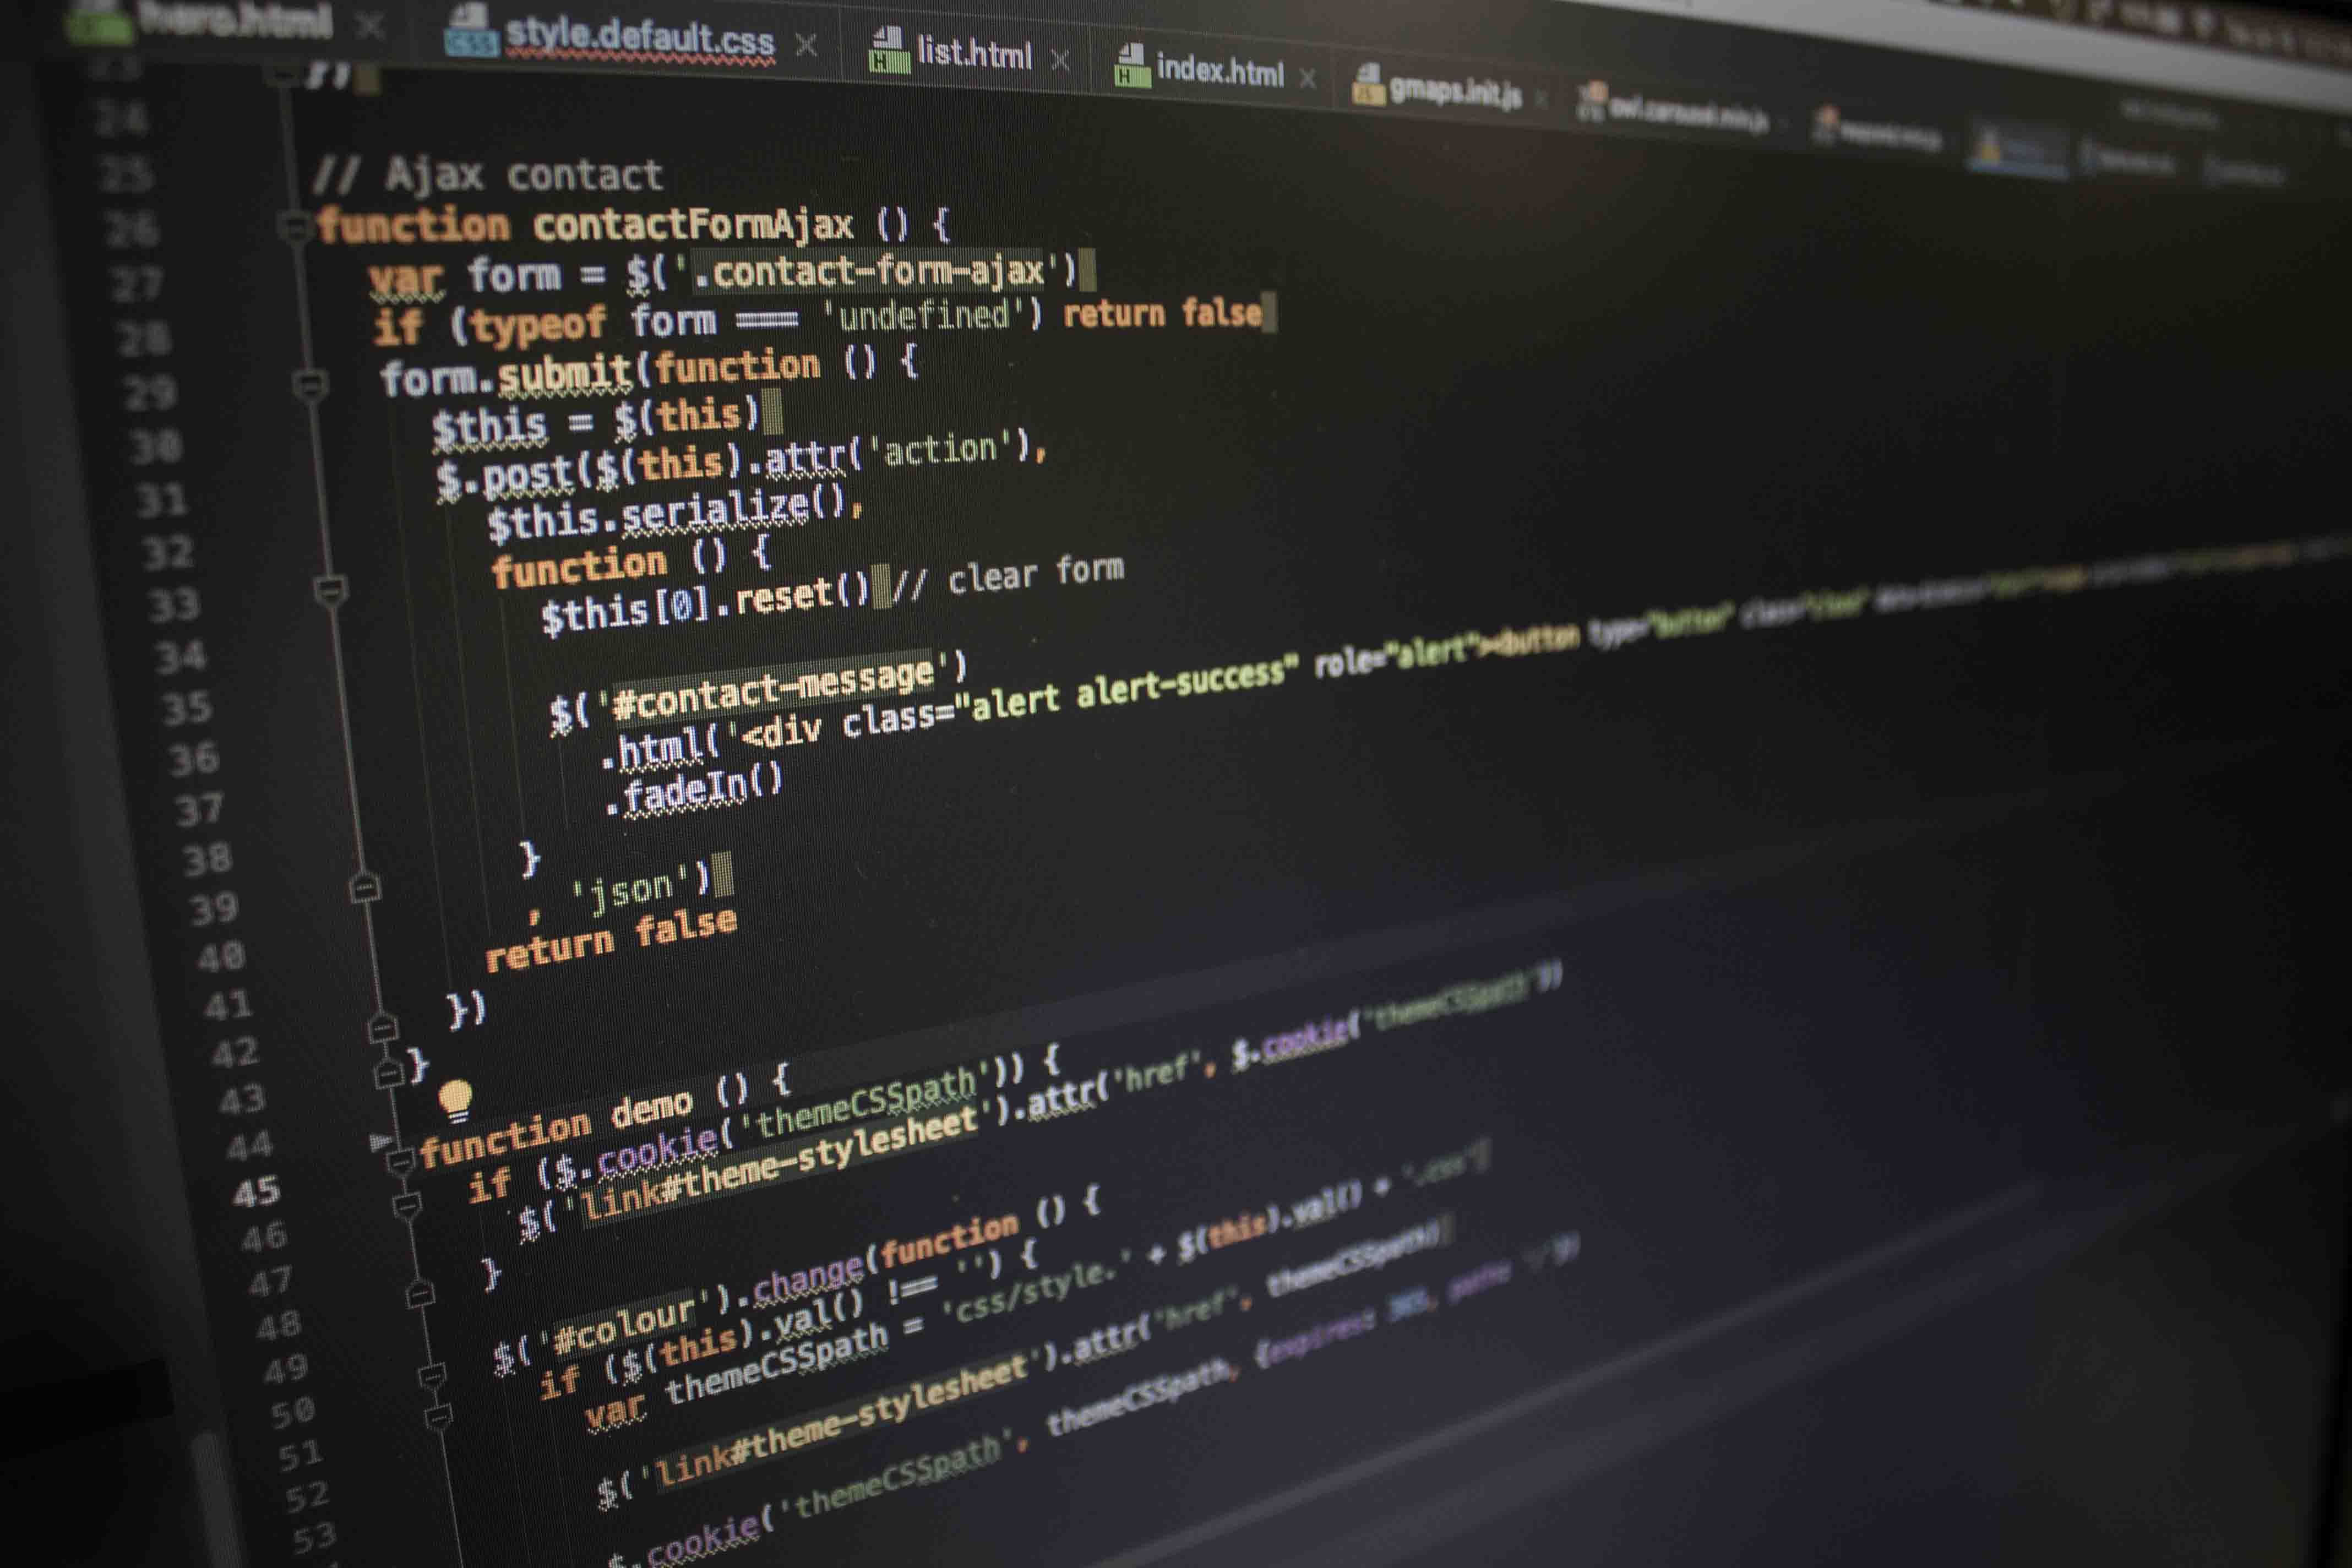 hero.html style.default.css list.html index.html gmaps.init.js owl.carousel.min.js
23 })
24
25 // Ajax contact
26 function contactFormAjax () {
27 var form = $('.contact-form-ajax')
28 if (typeof form === 'undefined') return false
29 form.submit(function () {
30 $this = $(this)
31 $.post($(this).attr('action'),
32 $this.serialize(),
33 function () {
34 $this[0].reset() // clear form
35
36 $('#contact-message')
37 .html('<div class="alert alert-success" role="alert"><button type="button" class="close"
38 .fadeIn()
39 }
40 , 'json')
41 return false
42 })
43 }
44
45 function demo () {
46 if ($.cookie('themeCSSpath')) {
47 $('link#theme-stylesheet').attr('href', $.cookie('themeCSSpath'))
48 }
49
50 $('#colour').change(function () {
51 if ($(this).val() !== '') {
52 var themeCSSpath = 'css/style.' + $(this).val() + '.css'
53
$('link#theme-stylesheet').attr('href', themeCSSpath)
$.cookie('themeCSSpath', themeCSSpath, {expires: 365, path: '/'})